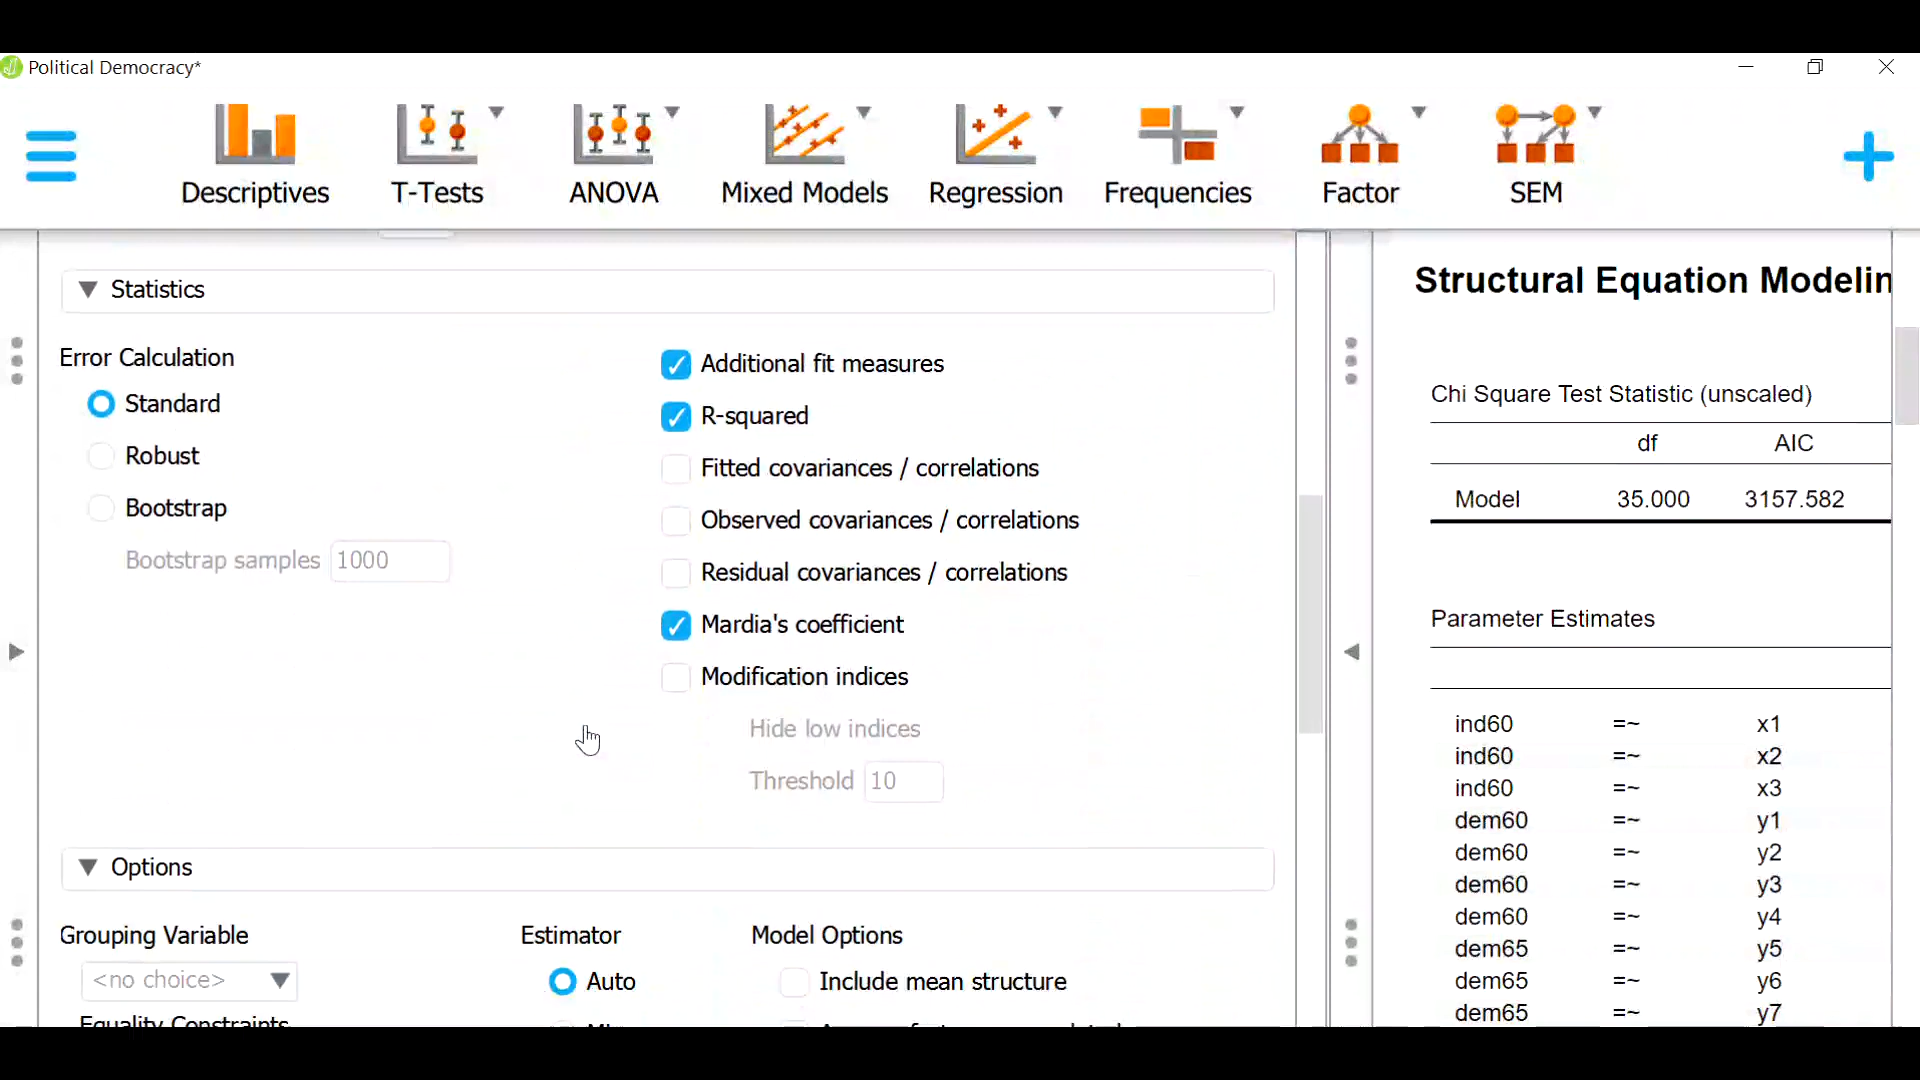 Political Democracy*
Descriptives T-Tests ANOVA Mixed Models Regression Frequencies Factor SEM
Statistics
Error Calculation
Standard
Robust
Bootstrap
Bootstrap samples 1000
Additional fit measures
R-squared
Fitted covariances / correlations
Observed covariances / correlations
Residual covariances / correlations
Mardia's coefficient
Modification indices
Hide low indices
Threshold 10
Options
Grouping Variable
<no choice>
Equality Constraints
Estimator
Auto
Model Options
Include mean structure
Structural Equation Modelin
Chi Square Test Statistic (unscaled)
df AIC
Model 35.000 3157.582
Parameter Estimates
ind60 =~ x1
ind60 =~ x2
ind60 =~ x3
dem60 =~ y1
dem60 =~ y2
dem60 =~ y3
dem60 =~ y4
dem65 =~ y5
dem65 =~ y6
dem65 =~ y7